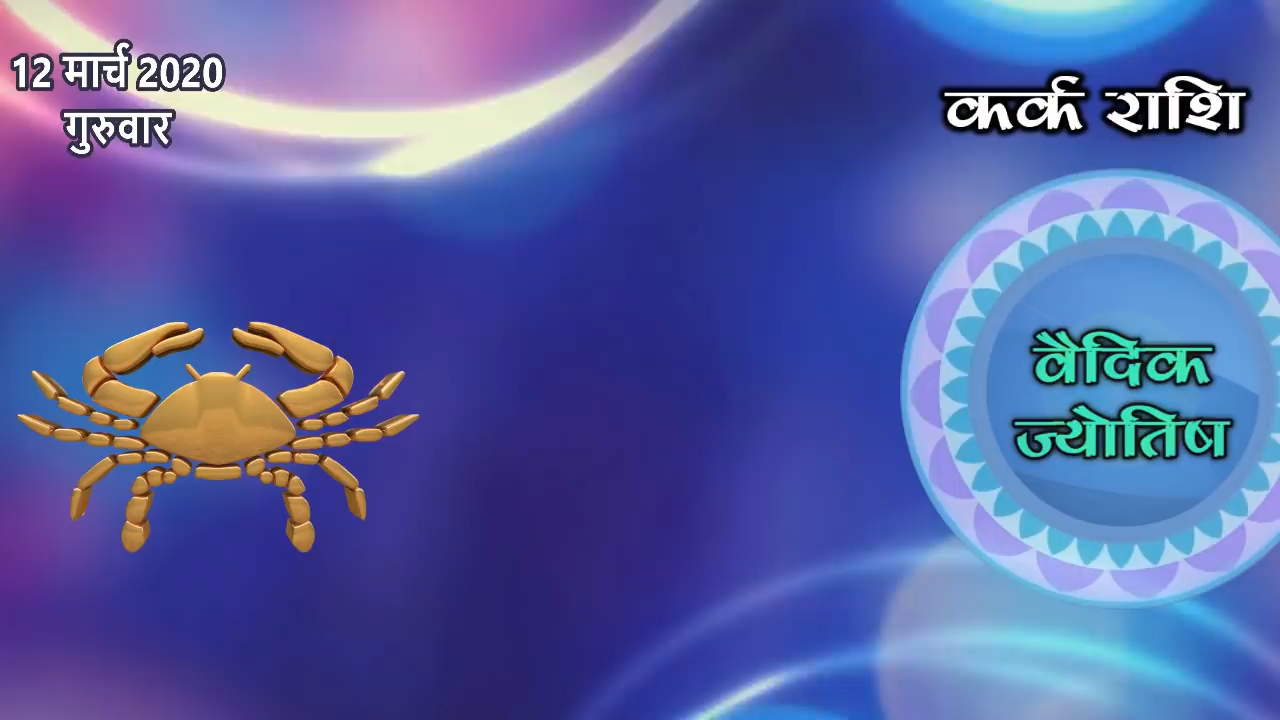 12 मार्च 2020
गुरुवार
कर्क राशि
वैदिक
ज्योतिष